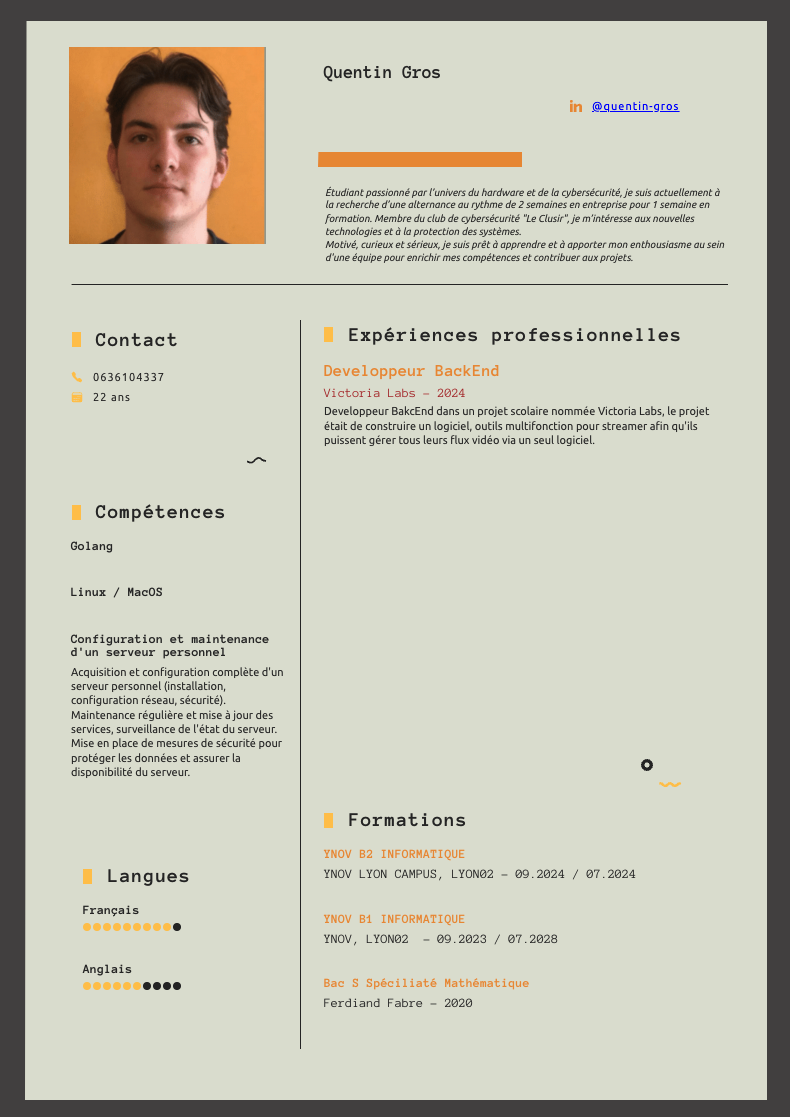 Quentin Gros
in @quentin-gros
Étudiant passionné par l'univers du hardware et de la cybersécurité, je suis actuellement à
la recherche d'une alternance au rythme de 2 semaines en entreprise pour 1 semaine en
formation. Membre du club de cybersécurité "Le Clusir", je m'intéresse aux nouvelles
technologies et à la protection des systèmes.
Motivé, curieux et sérieux, je suis prêt à apprendre et à apporter mon enthousiasme au sein
d'une équipe pour enrichir mes compétences et contribuer aux projets.
Contact
0636104337
22 ans
Compétences
Golang
Linux / MacOS
Configuration et maintenance
d'un serveur personnel
Acquisition et configuration complète d'un
serveur personnel (installation,
configuration réseau, sécurité).
Maintenance régulière et mise à jour des
services, surveillance de l'état du serveur.
Mise en place de mesures de sécurité pour
protéger les données et assurer la
disponibilité du serveur.
Langues
Français
Anglais
Expériences professionnelles
Developpeur BackEnd
Victoria Labs - 2024
Developpeur BakcEnd dans un projet scolaire nommée Victoria Labs, le projet
était de construire un logiciel, outils multifonction pour streamer afin qu'ils
puissent gérer tous leurs flux vidéo via un seul logiciel.
Formations
YNOV B2 INFORMATIQUE
YNOV LYON CAMPUS, LYON02 - 09.2024 / 07.2024
YNOV B1 INFORMATIQUE
YNOV, LYON02 - 09.2023 / 07.2028
Bac S Spéciliaté Mathématique
Ferdiand Fabre - 2020